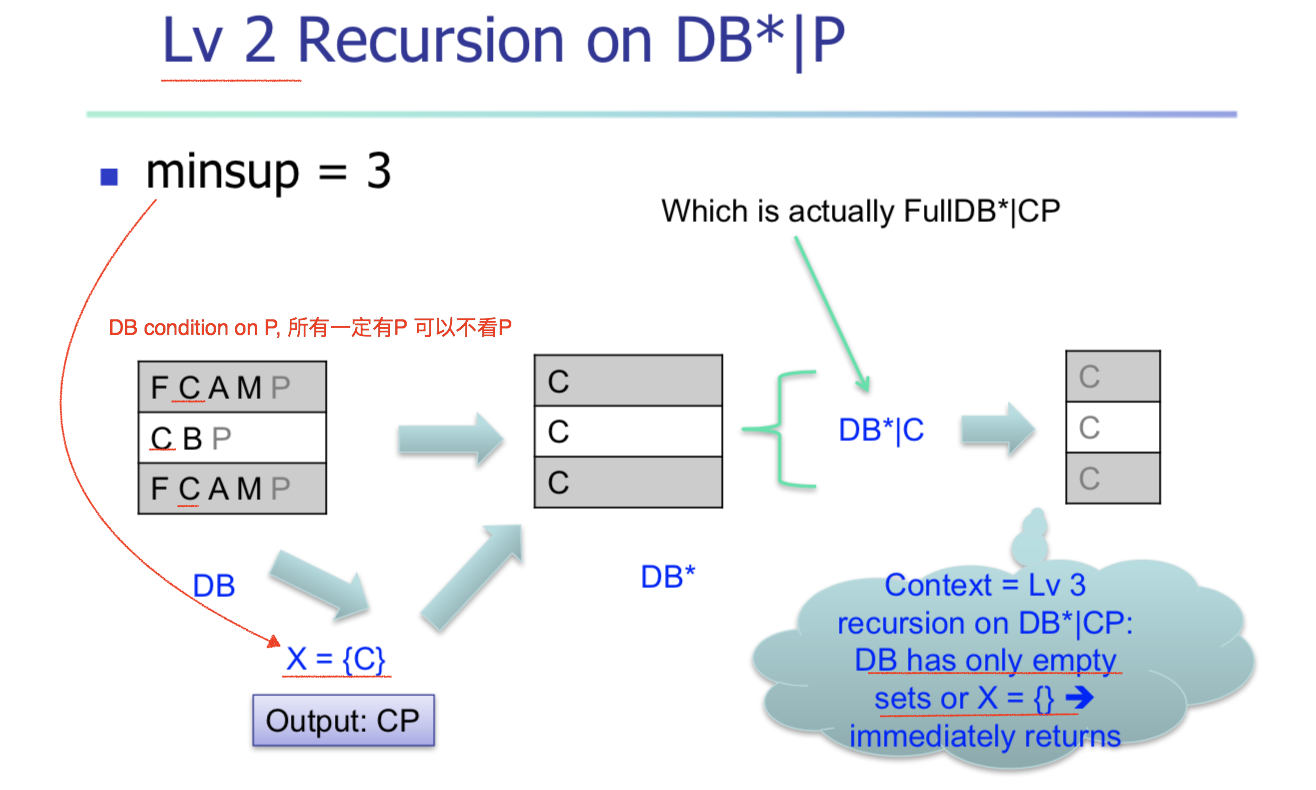 Lv 2 Recursion on DB*|P
minsup = 3
Which is actually FullDB*|CP
DB condition on P, 所有一定有P 可以不看P
F C A M P
C B P
F C A M P
C
C
C
DB*|C
C
C
C
DB
DB*
X = {C}
Output: CP
Context = Lv 3
recursion on DB*|CP:
DB has only empty
sets or X = {} ➔
immediately returns